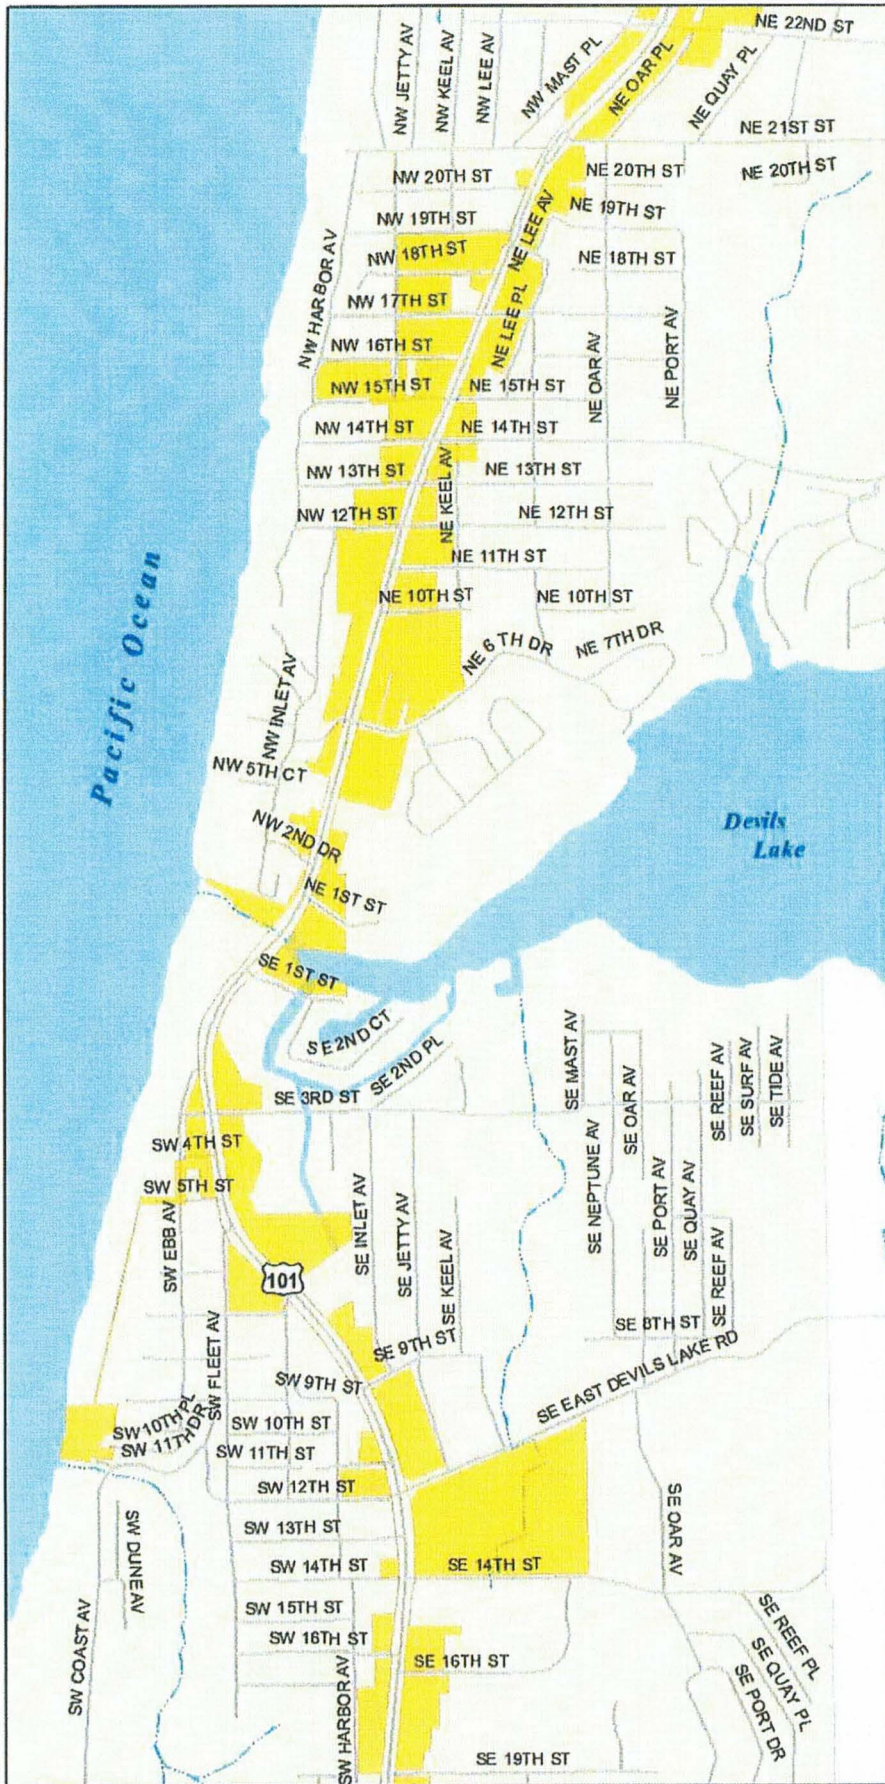 NE 22ND ST
NW JETTY AV
NW KEEL AV
NW LEE AV
NW MAST PL
NE OAR PL
NE QUAY PL
NE 21ST ST
NW 20TH ST
NE 20TH ST
NE 20TH ST
NW 19TH ST
NE LEE AV
NE 19TH ST
NW HARBOR AV
NW 18TH ST
NE 18TH ST
NW 17TH ST
NE LEE PL
NW 16TH ST
NE OAR AV
NE PORT AV
NW 15TH ST
NE 15TH ST
NW 14TH ST
NE 14TH ST
NW 13TH ST
NE KEEL AV
NE 13TH ST
NW 12TH ST
NE 12TH ST
NE 11TH ST
NE 10TH ST
NE 10TH ST
Pacific Ocean
NE 6 TH DR
NE 7TH DR
NW INLET AV
NW 5TH CT
NW 2ND DR
Devils
Lake
NE 1ST ST
SE 1ST ST
SE 2ND CT
SE 2ND PL
SE MAST AV
SE OAR AV
SE REEF AV
SE SURF AV
SE TIDE AV
SE 3RD ST
SW 4TH ST
SW 5TH ST
SE NEPTUNE AV
SE PORT AV
SE QUAY AV
SW EBB AV
SE INLET AV
SE JETTY AV
SE KEEL AV
SE REEF AV
101
SE 8TH ST
SW FLEET AV
SE 9TH ST
SE EAST DEVILS LAKE RD
SW 9TH ST
SW 10TH PL
SW 11TH DR
SW 10TH ST
SW 11TH ST
SW 12TH ST
SW DUNE AV
SW 13TH ST
SE OAR AV
SW 14TH ST
SE 14TH ST
SW COAST AV
SW 15TH ST
SW 16TH ST
SE 16TH ST
SE REEF PL
SE QUAY PL
SE PORT DR
SW HARBOR AV
SE 19TH ST